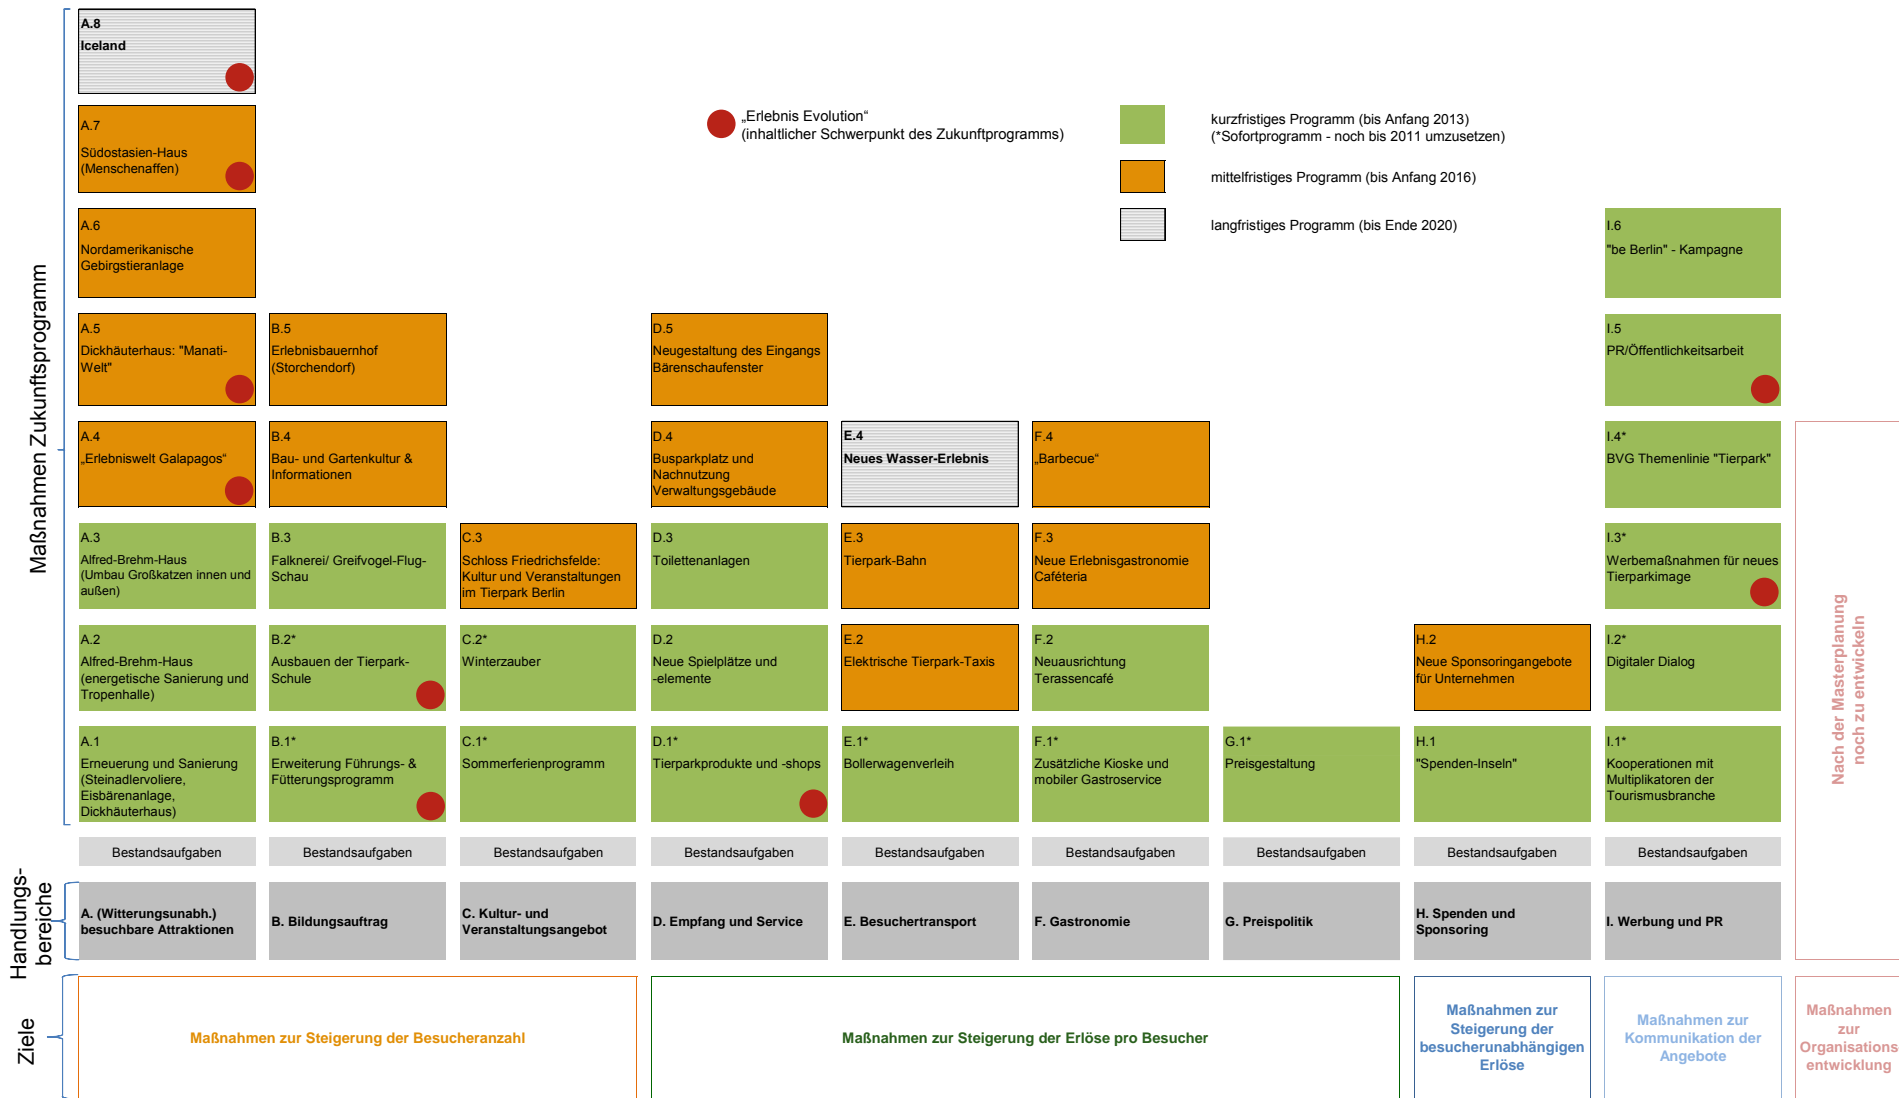 A.8
Iceland
„Erlebnis Evolution“
(inhaltlicher Schwerpunkt des Zukunftprogramms)
kurzfristiges Programm (bis Anfang 2013)
(*Sofortprogramm - noch bis 2011 umzusetzen)
mittelfristiges Programm (bis Anfang 2016)
langfristiges Programm (bis Ende 2020)
Maßnahmen Zukunftsprogramm
A.7
Südostasien-Haus
(Menschenaffen)
A.6
Nordamerikanische
Gebirgstieranlage
I.6
"be Berlin" - Kampagne
A.5
Dickhäuterhaus: "Manati-
Welt"
B.5
Erlebnisbauernhof
(Storchendorf)
D.5
Neugestaltung des Eingangs
Bärenschaufenster
I.5
PR/Öffentlichkeitsarbeit
A.4
„Erlebniswelt Galapagos“
B.4
Bau- und Gartenkultur &
Informationen
D.4
Busparkplatz und
Nachnutzung
Verwaltungsgebäude
E.4
Neues Wasser-Erlebnis
F.4
„Barbecue“
I.4*
BVG Themenlinie "Tierpark"
A.3
Alfred-Brehm-Haus
(Umbau Großkatzen innen und
außen)
B.3
Falknerei/ Greifvogel-Flug-
Schau
C.3
Schloss Friedrichsfelde:
Kultur und Veranstaltungen
im Tierpark Berlin
D.3
Toilettenanlagen
E.3
Tierpark-Bahn
F.3
Neue Erlebnisgastronomie
Caféteria
I.3*
Werbemaßnahmen für neues
Tierparkimage
A.2
Alfred-Brehm-Haus
(energetische Sanierung und
Tropenhalle)
B.2*
Ausbauen der Tierpark-
Schule
C.2*
Winterzauber
D.2
Neue Spielplätze und
-elemente
E.2
Elektrische Tierpark-Taxis
F.2
Neuausrichtung
Terassencafé
H.2
Neue Sponsoringangebote
für Unternehmen
I.2*
Digitaler Dialog
A.1
Erneuerung und Sanierung
(Steinadlervoliere,
Eisbärenanlage,
Dickhäuterhaus)
B.1*
Erweiterung Führungs- &
Fütterungsprogramm
C.1*
Sommerferienprogramm
D.1*
Tierparkprodukte und -shops
E.1*
Bollerwagenverleih
F.1*
Zusätzliche Kioske und
mobiler Gastroservice
G.1*
Preisgestaltung
H.1
"Spenden-Inseln"
I.1*
Kooperationen mit
Multiplikatoren der
Tourismusbranche
Nach der Masterplanung
noch zu entwickeln
Bestandsaufgaben
Bestandsaufgaben
Bestandsaufgaben
Bestandsaufgaben
Bestandsaufgaben
Bestandsaufgaben
Bestandsaufgaben
Bestandsaufgaben
Bestandsaufgaben
Handlungs-
bereiche
A. (Witterungsunabh.)
besuchbare Attraktionen
B. Bildungsauftrag
C. Kultur- und
Veranstaltungsangebot
D. Empfang und Service
E. Besuchertransport
F. Gastronomie
G. Preispolitik
H. Spenden und
Sponsoring
I. Werbung und PR
Ziele
Maßnahmen zur Steigerung der Besucheranzahl
Maßnahmen zur Steigerung der Erlöse pro Besucher
Maßnahmen zur
Steigerung der
besucherunabhängigen
Erlöse
Maßnahmen zur
Kommunikation der
Angebote
Maßnahmen
zur
Organisations
entwicklung